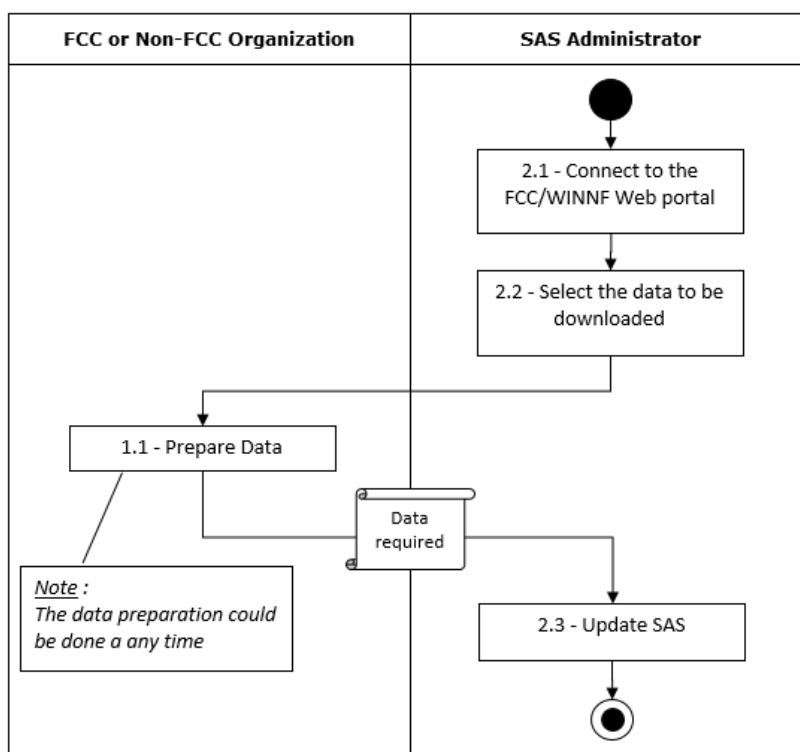 FCC or Non-FCC Organization
SAS Administrator
2.1 - Connect to the
FCC/WINNF Web portal
2.2 - Select the data to be
downloaded
1.1 - Prepare Data
Data
required
Note :
The data preparation could
be done a any time
2.3 - Update SAS